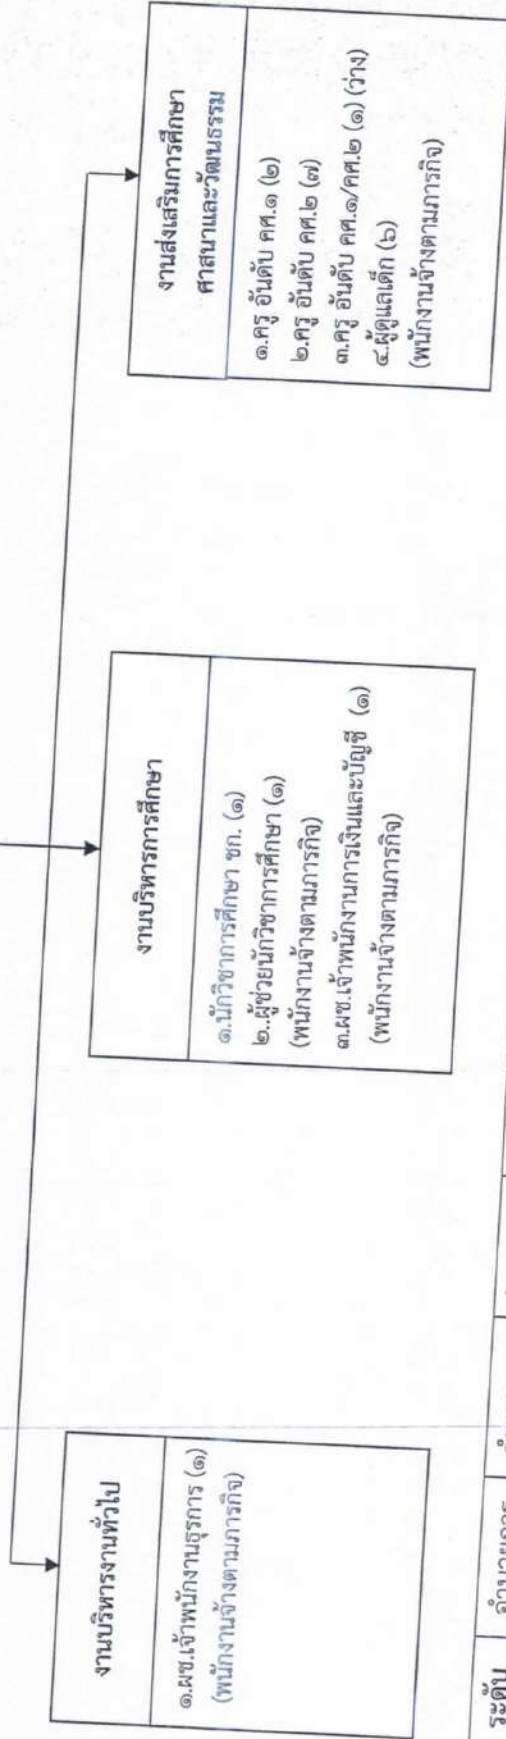 งานบริหารงานทั่วไป
๑.ผช.เจ้าพนักงานธุรการ (๑)
(พนักงานจ้างตามภารกิจ)
งานบริหารการศึกษา
๑.นักวิชาการศึกษา ชก. (๑)
๒..ผู้ช่วยนักวิชาการศึกษา (๑)
(พนักงานจ้างตามภารกิจ)
๓.ผช.เจ้าพนักงานการเงินและบัญชี (๑)
(พนักงานจ้างตามภารกิจ)
งานส่งเสริมการศึกษา
ศาสนาและวัฒนธรรม
๑.ครู อันดับ คศ.๑ (๒)
๒.ครู อันดับ คศ.๒ (๗)
๓.ครู อันดับ คศ.๑/คศ.๒ (๑) (ว่าง)
๔.ผู้ดูแลเด็ก (๖)
(พนักงานจ้างตามภารกิจ)
ระดับ